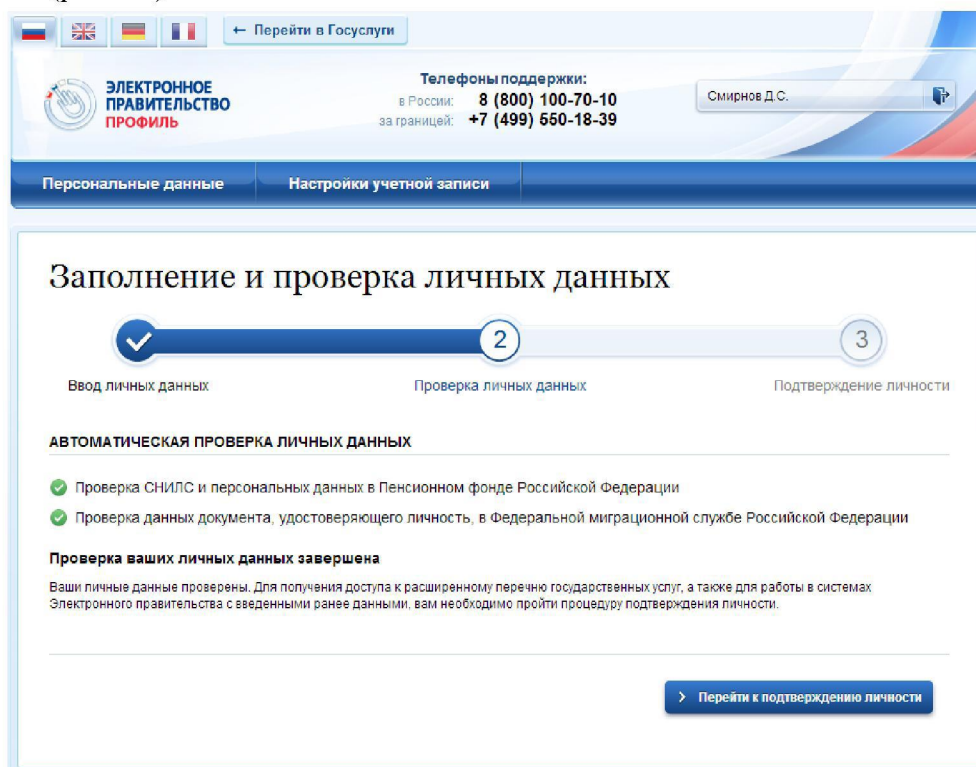 ← Перейти в Госуслуги
ЭЛЕКТРОННОЕ
ПРАВИТЕЛЬСТВО
ПРОФИЛЬ
Телефоны поддержки:
в России: 8 (800) 100-70-10
за границей: +7 (499) 550-18-39
Смирнов Д.С.
Персональные данные
Настройки учетной записи
Заполнение и проверка личных данных
2
3
Ввод личных данных
Проверка личных данных
Подтверждение личности
АВТОМАТИЧЕСКАЯ ПРОВЕРКА ЛИЧНЫХ ДАННЫХ
Проверка СНИЛС и персональных данных в Пенсионном фонде Российской Федерации
Проверка данных документа, удостоверяющего личность, в Федеральной миграционной службе Российской Федерации
Проверка ваших личных данных завершена
Ваши личные данные проверены. Для получения доступа к расширенному перечню государственных услуг, а также для работы в системах
Электронного правительства с введенными ранее данными, вам необходимо пройти процедуру подтверждения личности.
> Перейти к подтверждению личности